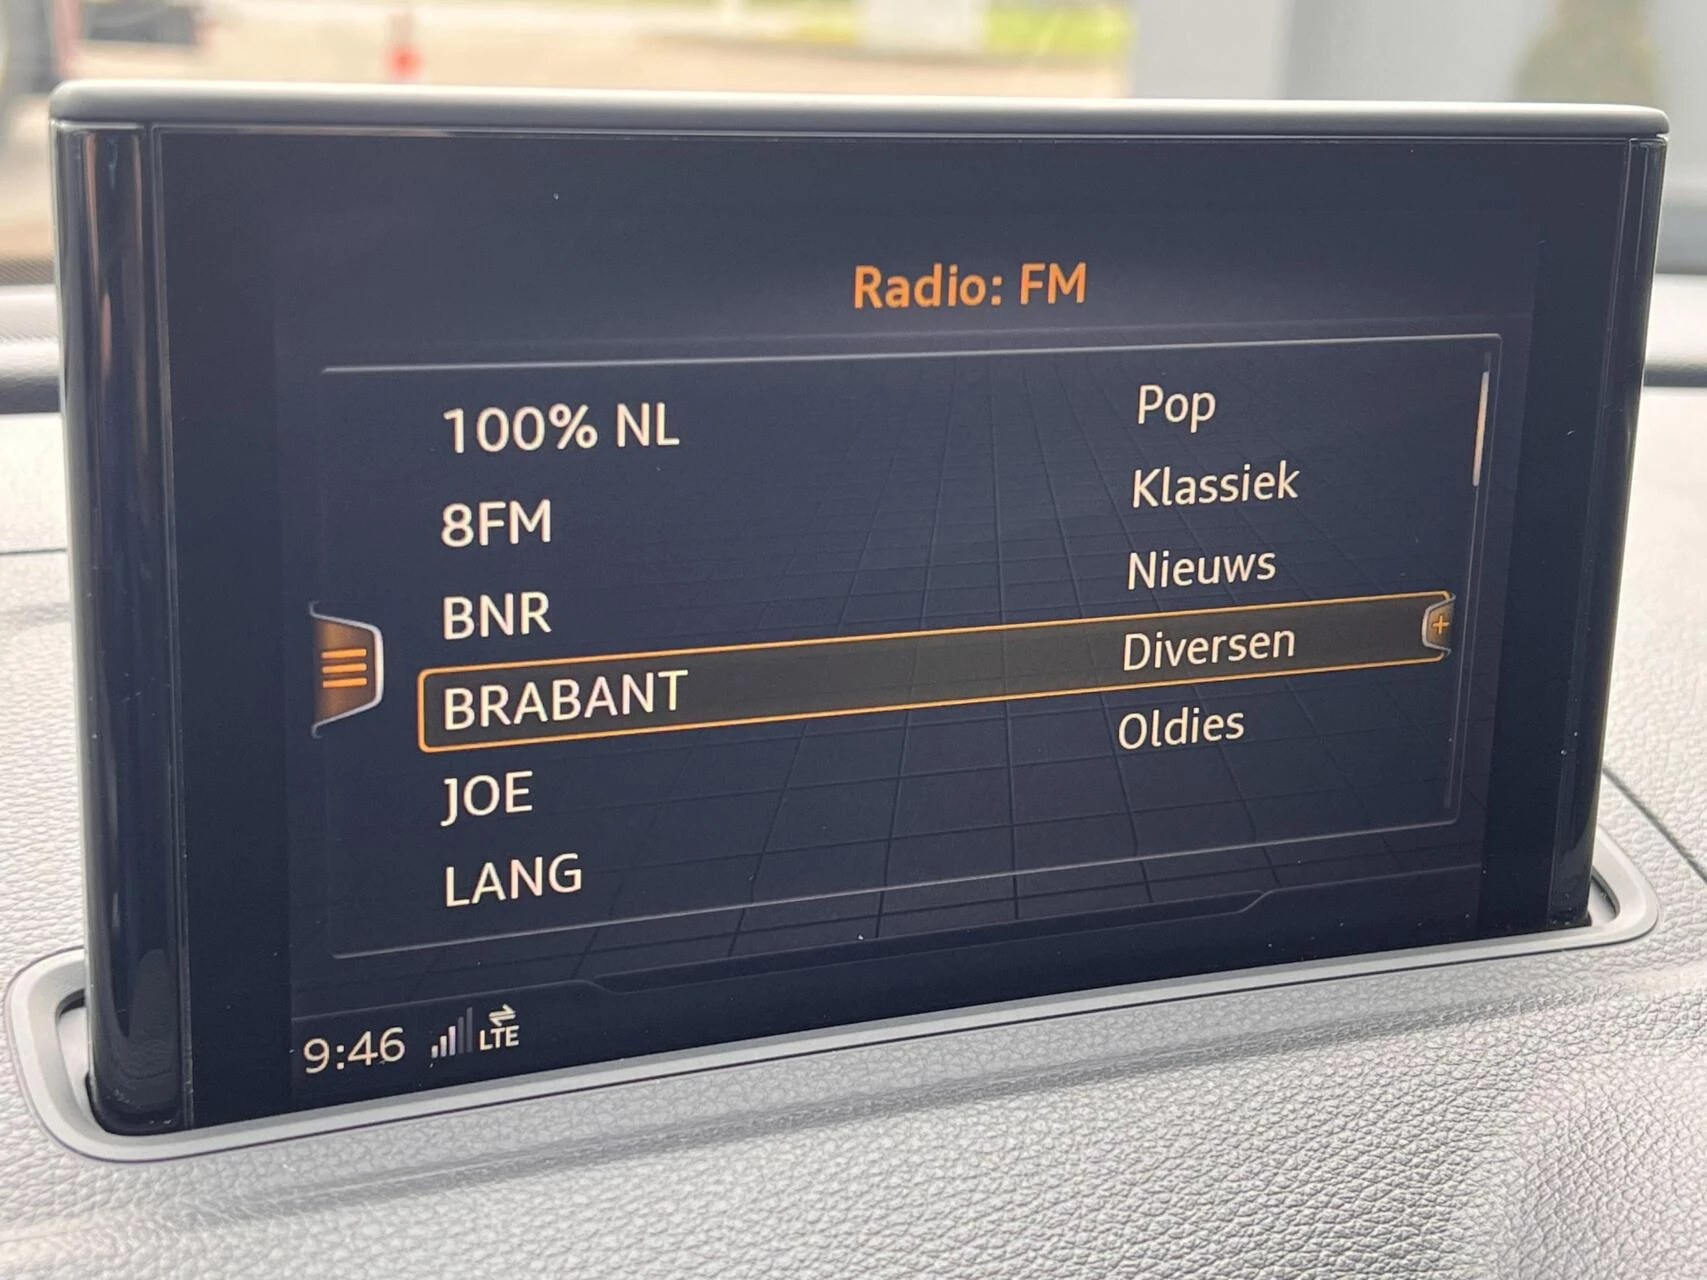 Radio: FM
100% NL Pop
8FM Klassiek
BNR Nieuws
BRABANT Diversen
JOE Oldies
LANG
9:46 LTE